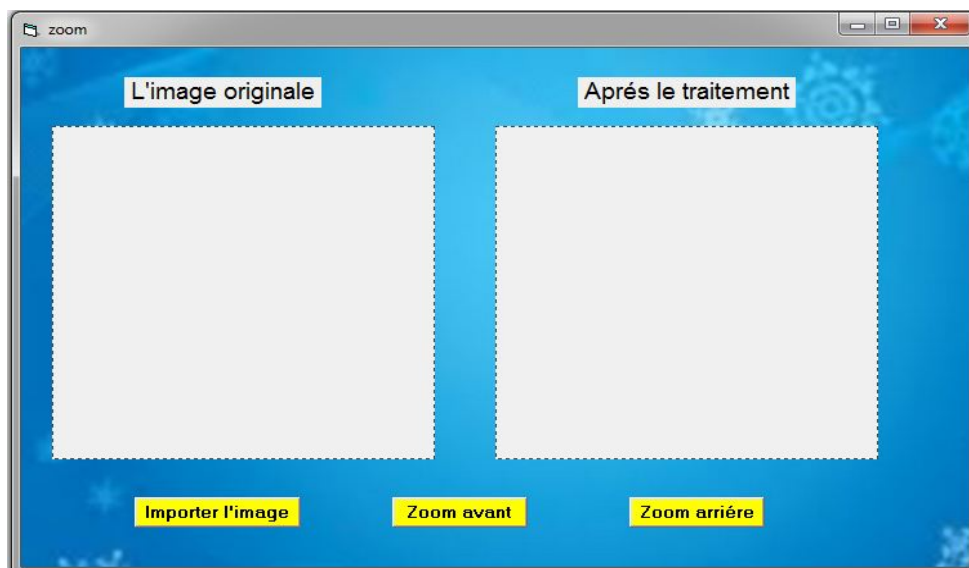 zoom
L'image originale
Aprés le traitement
Importer l'image
Zoom avant
Zoom arriére